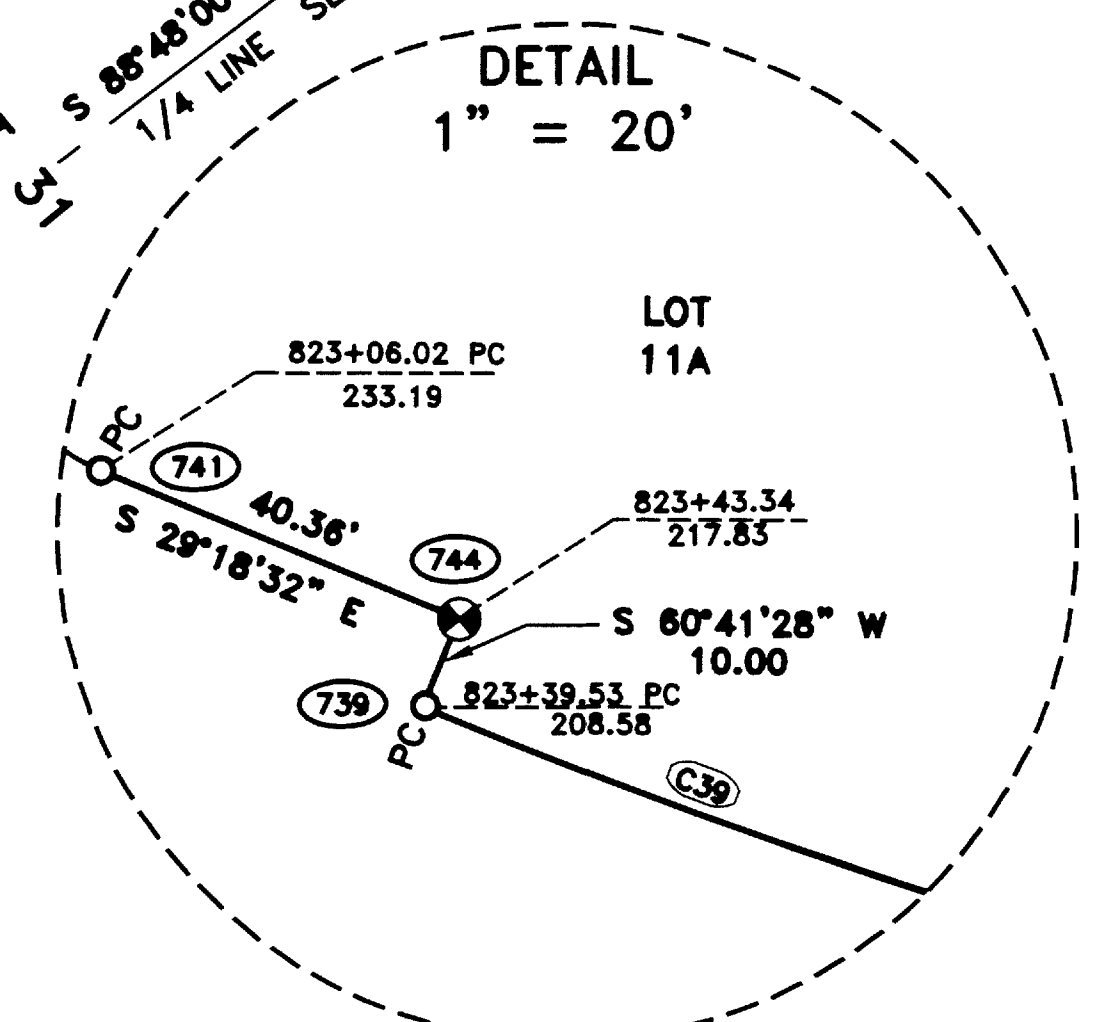 S 88°48'00
1/4 LINE
31
DETAIL
1" = 20'
LOT
11A
823+06.02 PC
233.19
PC
741
40.36'
S 29°18'32" E
823+43.34
217.83
744
S 60°41'28" W
10.00
739
823+39.53 PC
208.58
PC
C39